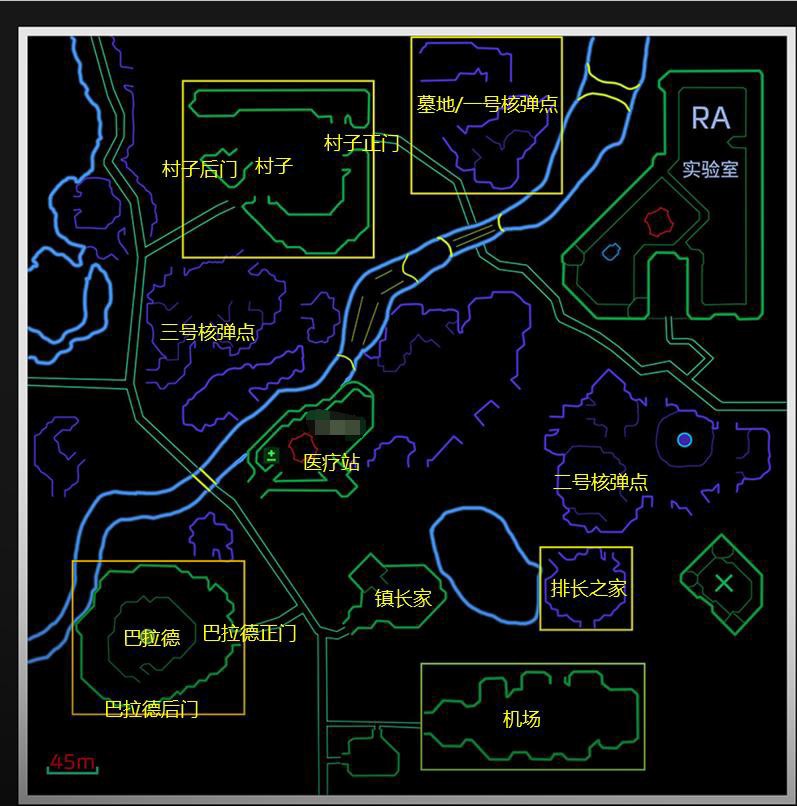 墓地/一号核弹点
RA
实验室
村子正门
村子后门
村子
三号核弹点
医疗站
二号核弹点
排长之家
镇长家
巴拉德
巴拉德正门
巴拉德后门
机场
45m